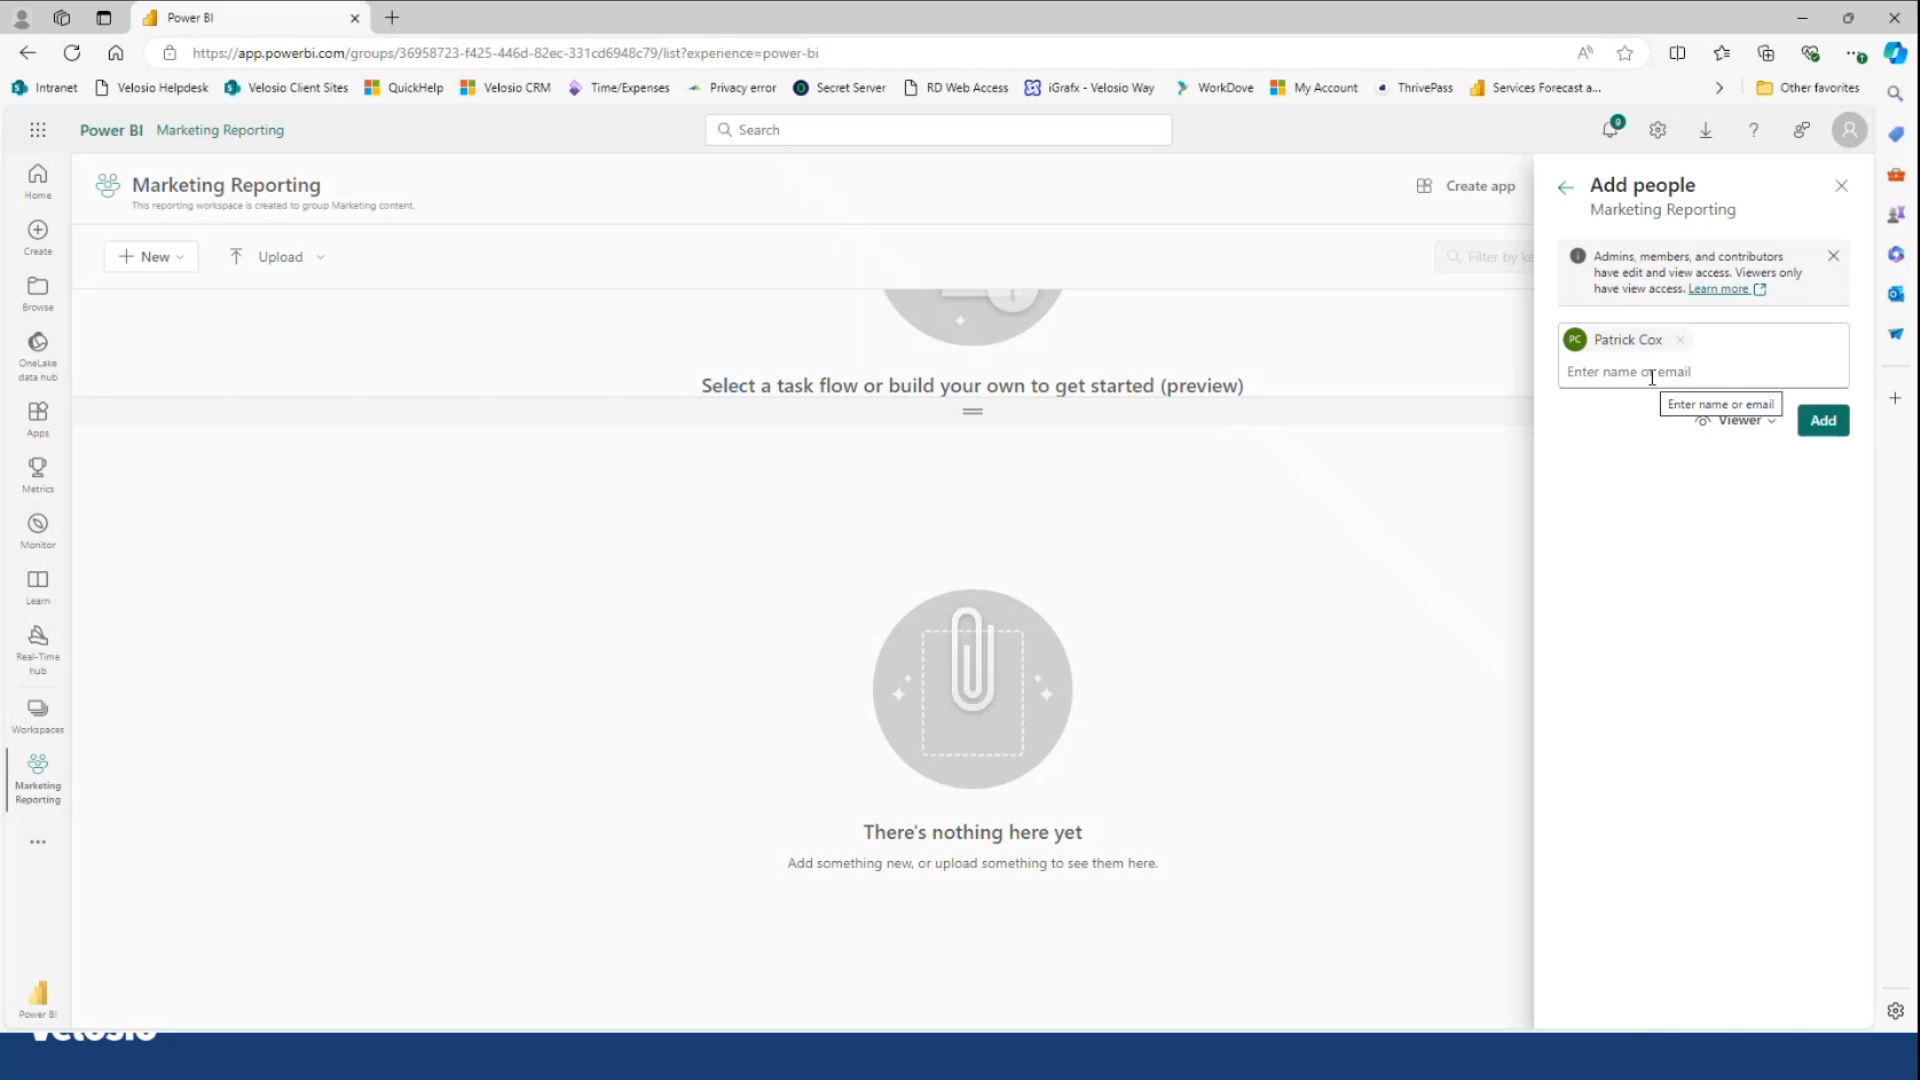 Power BI
https://app.powerbi.com/groups/36958723-f425-446d-82ec-331cd6948c79/list?experience=power-bi
Intranet
Velosio Helpdesk
Velosio Client Sites
QuickHelp
Velosio CRM
Time/Expenses
Privacy error
Secret Server
RD Web Access
iGrafx - Velosio Way
WorkDove
My Account
ThrivePass
Services Forecast a...
Other favorites
Power BI Marketing Reporting
Search
9
Home
Create
Browse
OneLake
data hub
Apps
Metrics
Monitor
Learn
Real-Time
hub
Workspaces
Marketing
Reporting
Power BI
Marketing Reporting
This reporting workspace is created to group Marketing content.
Create app
New
Upload
Filter by ke
Select a task flow or build your own to get started (preview)
There's nothing here yet
Add something new, or upload something to see them here.
Add people
Marketing Reporting
Admins, members, and contributors
have edit and view access. Viewers only
have view access. Learn more
PC Patrick Cox
Enter name or email
Enter name or email
Viewer
Add
velosio